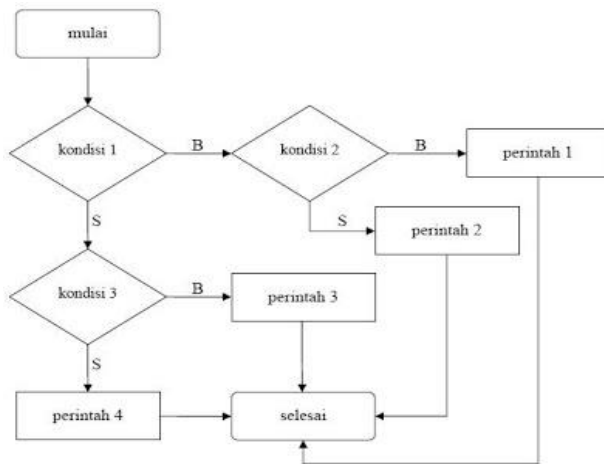 mulai
kondisi 1
B
kondisi 2
B
perintah 1
S
S
perintah 2
kondisi 3
B
perintah 3
S
perintah 4
selesai